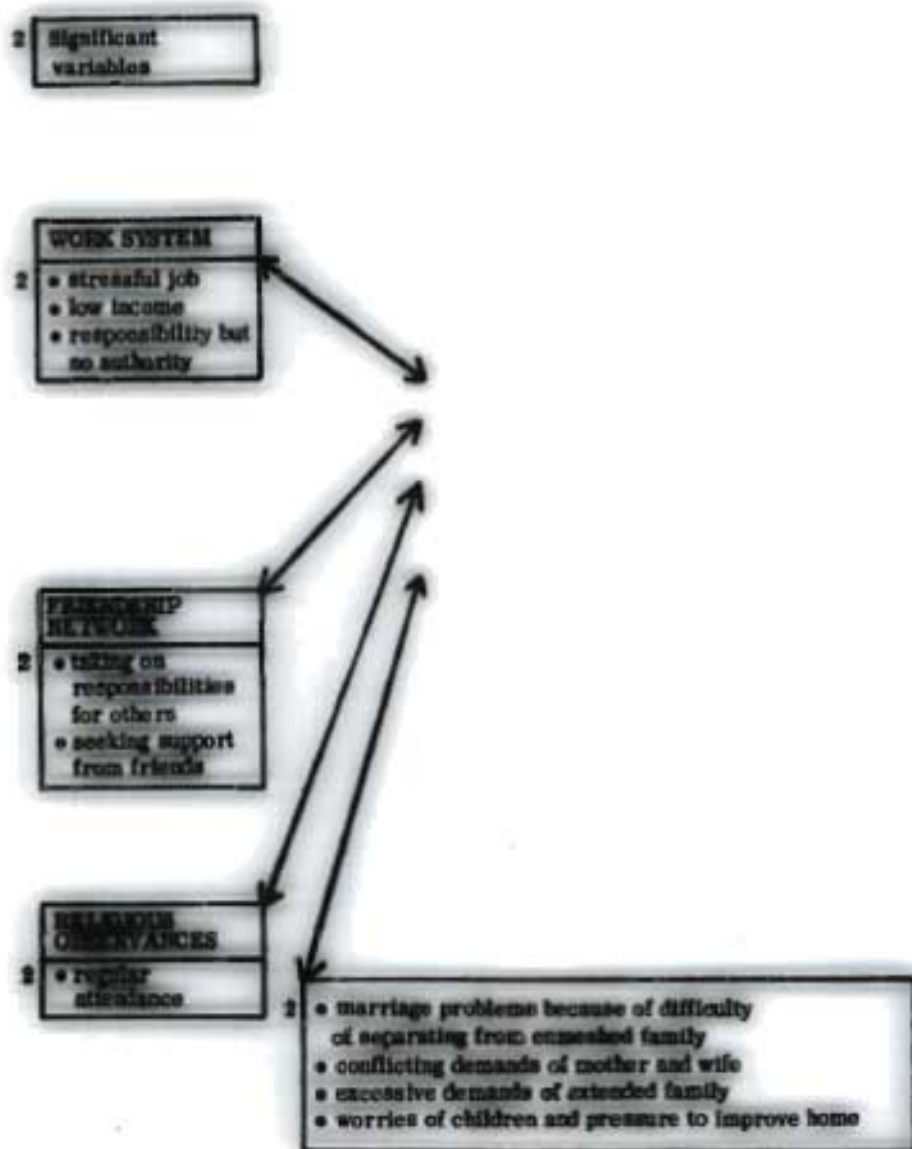 2 Significant
variables
WORK SYSTEM
2 • stressful job
• low income
• responsibility but
no authority
FRIENDSHIP
NETWORK
2 • taking on
responsibilities
for others
• seeking support
from friends
RELIGIOUS
OBSERVANCES
2 • regular
attendance
2 • marriage problems because of difficulty
of separating from enmeshed family
• conflicting demands of mother and wife
• excessive demands of extended family
• worries of children and pressure to improve home